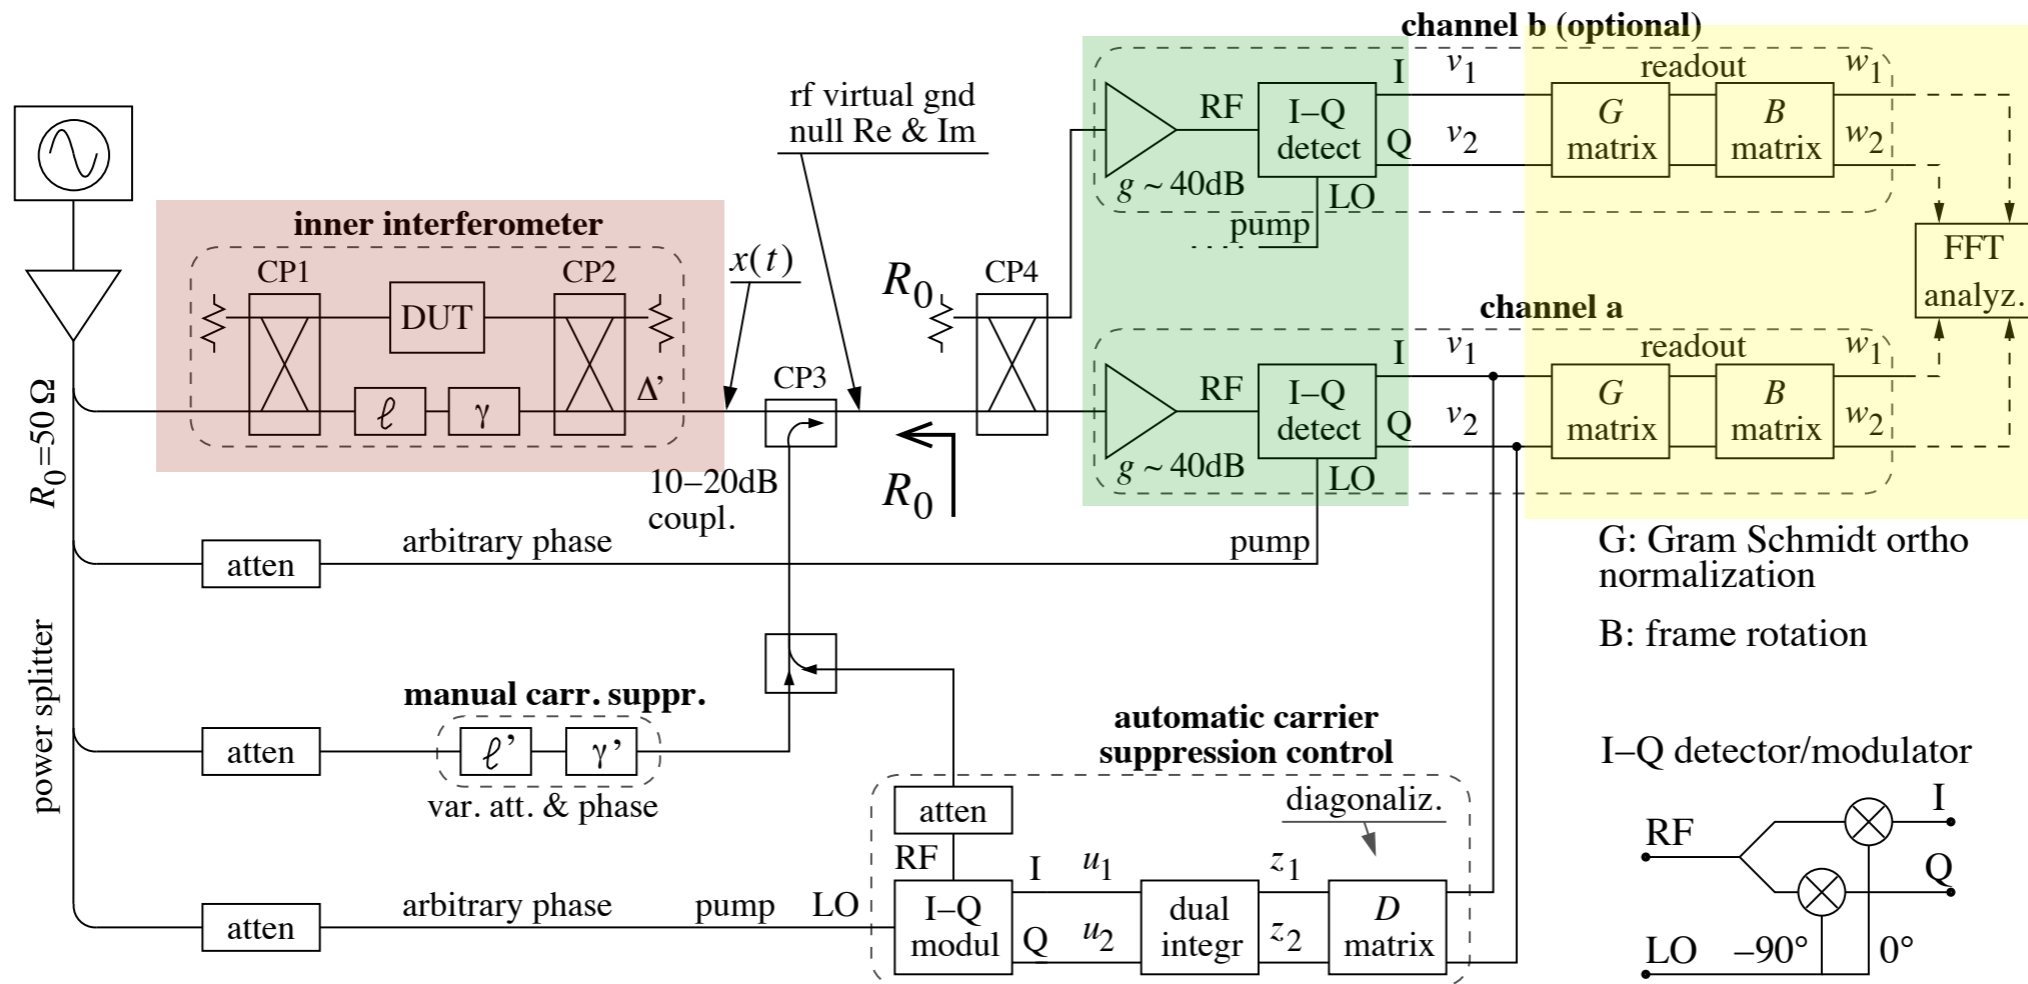 channel b (optional)
I
v1
readout
w1
RF
I–Q
detect
G
matrix
B
matrix
Q
v2
w2
g ~ 40dB
LO
pump
FFT
analyz.
rf virtual gnd
null Re & Im
inner interferometer
CP1
CP2
DUT
ℓ
γ
Δ’
x(t)
CP3
R0
CP4
R0
10–20dB
coupl.
channel a
I
v1
readout
w1
RF
I–Q
detect
G
matrix
B
matrix
Q
v2
w2
g ~ 40dB
LO
pump
R0=50 Ω
power splitter
atten
arbitrary phase
manual carr. suppr.
atten
ℓ’
γ’
var. att. & phase
atten
arbitrary phase
pump
LO
automatic carrier
suppression control
atten
diagonaliz.
RF
I
u1
z1
I–Q
modul
dual
integr
D
matrix
Q
u2
z2
G: Gram Schmidt ortho
normalization
B: frame rotation
I–Q detector/modulator
RF
I
Q
LO
–90°
0°